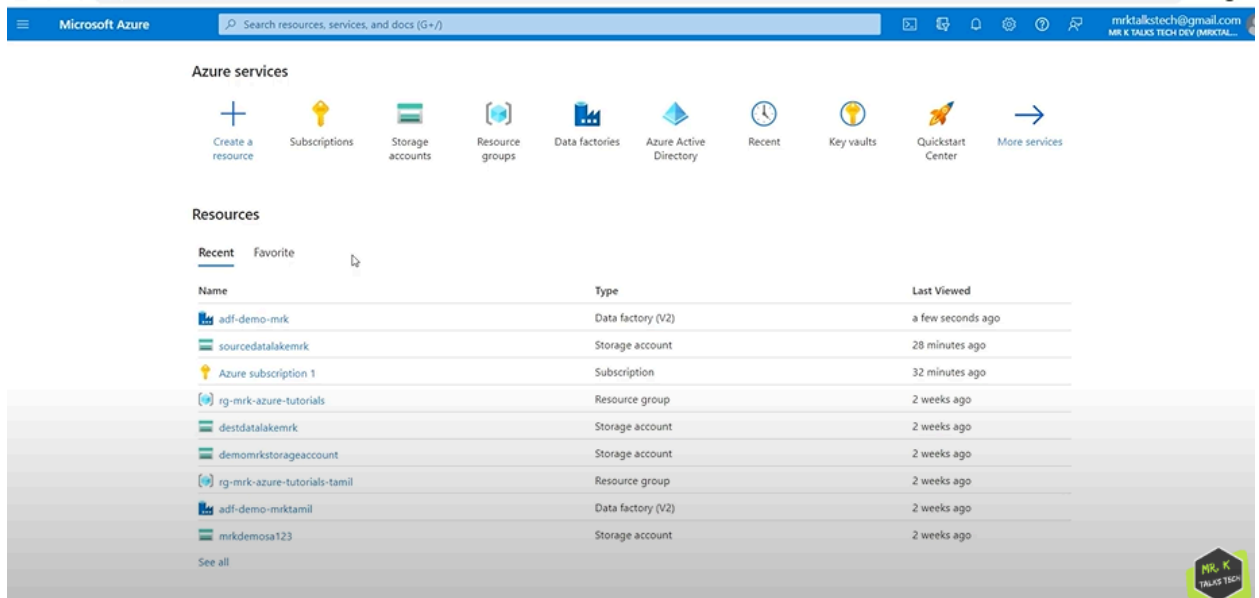 Microsoft Azure
Search resources, services, and docs (G+/)
mrktalkstech@gmail.com
MR K TALKS TECH DEV (MRKTAL...
Azure services
Create a resource
Subscriptions
Storage accounts
Resource groups
Data factories
Azure Active Directory
Recent
Key vaults
Quickstart Center
More services
Resources
Recent Favorite
Name Type Last Viewed
adf-demo-mrk Data factory (V2) a few seconds ago
sourcedatalakemrk Storage account 28 minutes ago
Azure subscription 1 Subscription 32 minutes ago
rg-mrk-azure-tutorials Resource group 2 weeks ago
destdatalakemrk Storage account 2 weeks ago
demomrkstorageaccount Storage account 2 weeks ago
rg-mrk-azure-tutorials-tamil Resource group 2 weeks ago
adf-demo-mrktamil Data factory (V2) 2 weeks ago
mrkdemosa123 Storage account 2 weeks ago
See all
MR. K
TALKS TECH